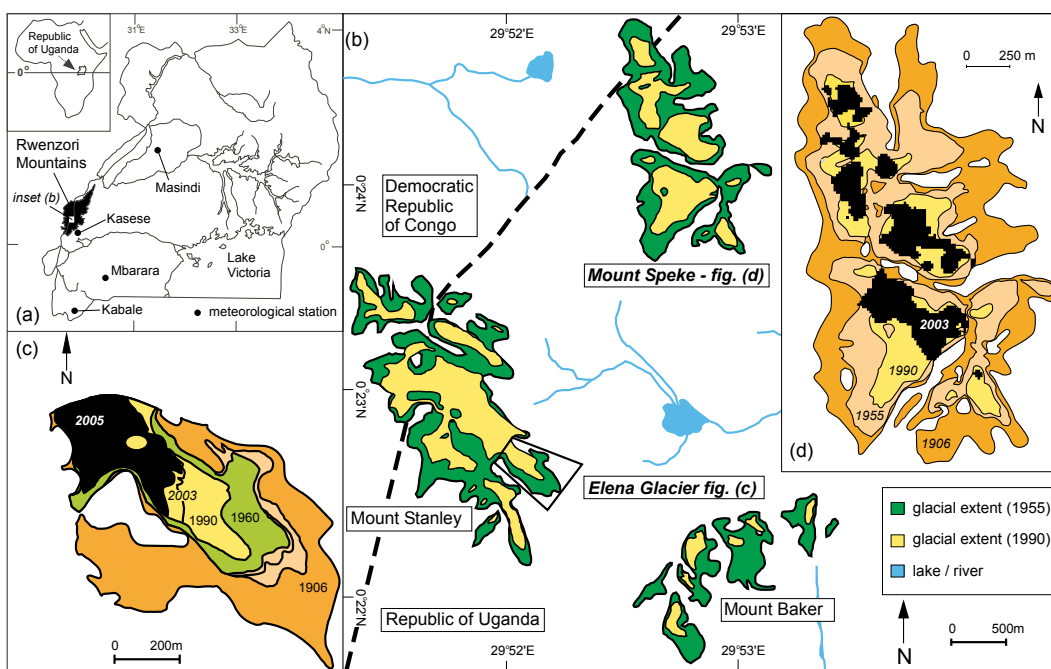 (a)
Republic
of Uganda
0°
31°E
33°E
4°N
0°
Rwenzori
Mountains
inset (b)
Masindi
Kasese
Mbarara
Kabale
Lake
Victoria
meteorological station
(a)
N
(b)
29°52'E
29°53'E
0°24'N
0°23'N
0°22'N
Democratic
Republic
of Congo
Mount Speke - fig. (d)
Elena Glacier fig. (c)
Mount Stanley
Mount Baker
Republic of Uganda
29°52'E
29°53'E
(c)
2005
2003
1990
1960
1906
0
200m
(d)
0
250 m
N
2003
1990
1955
1906
glacial extent (1955)
glacial extent (1990)
lake / river
N
0
500m